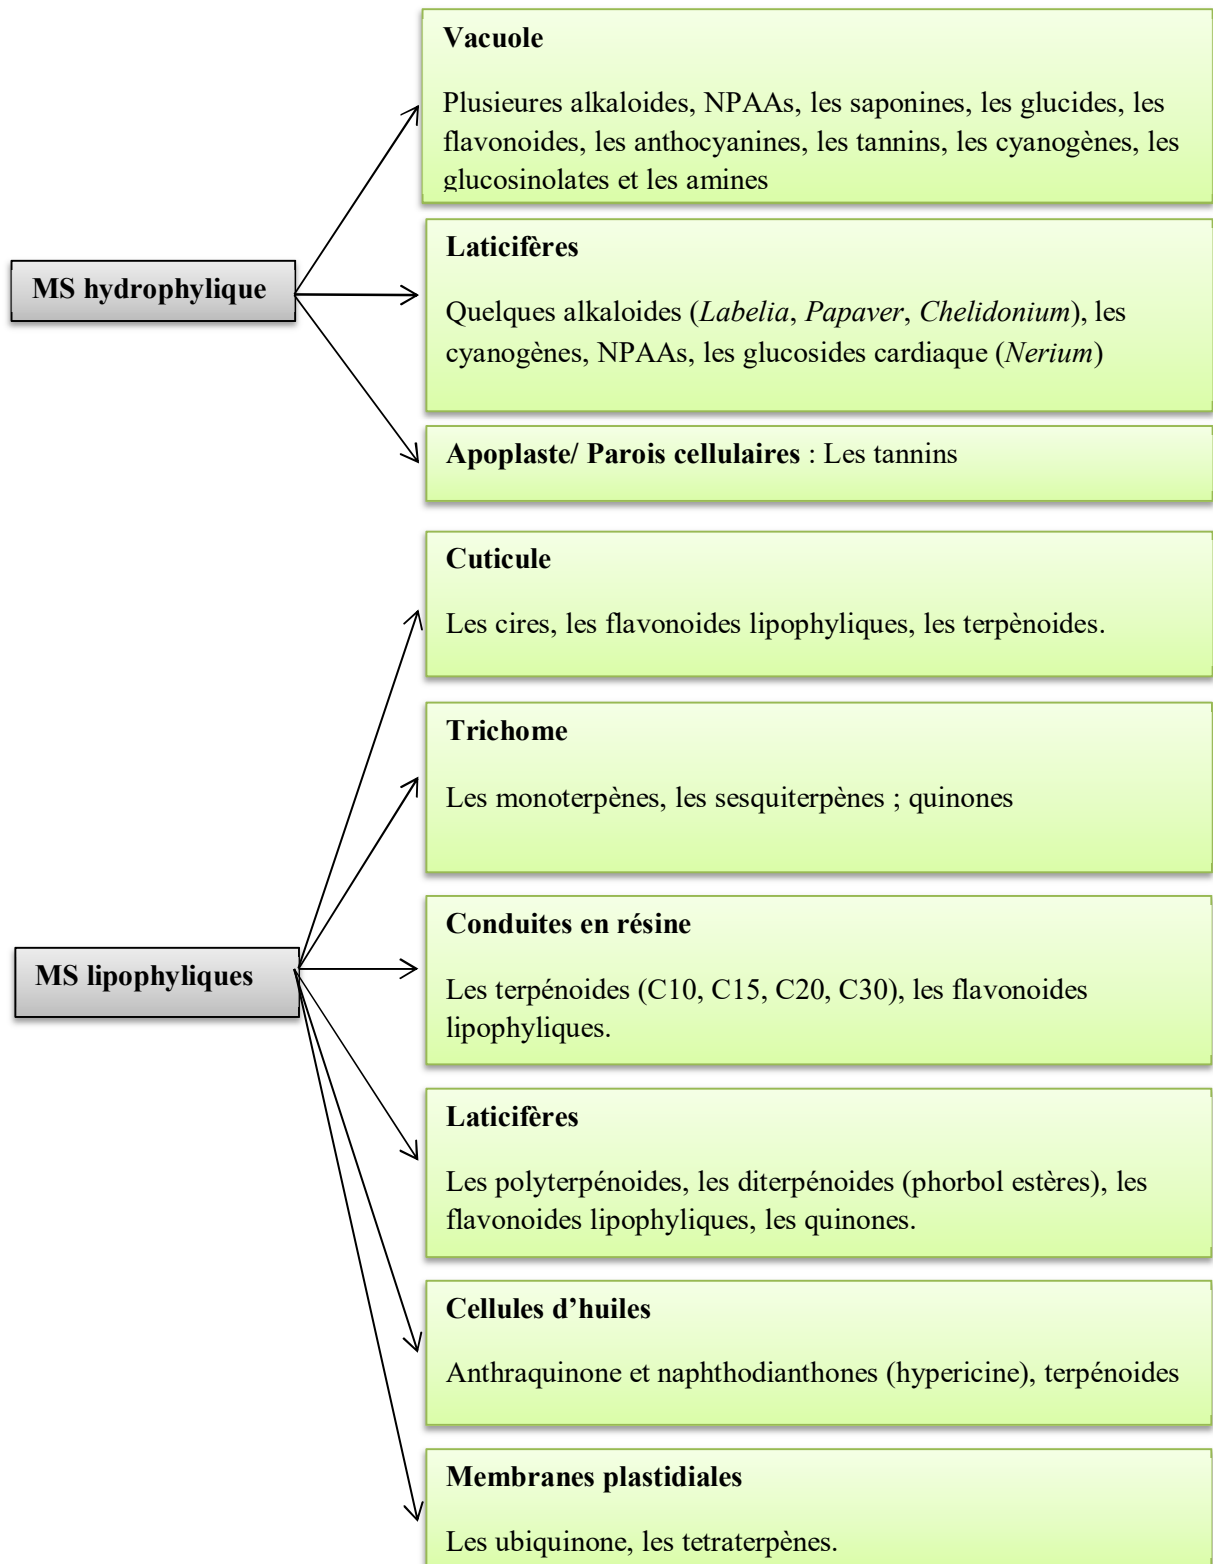 Vacuole
Plusieures alkaloides, NPAAs, les saponines, les glucides, les
flavonoides, les anthocyanines, les tannins, les cyanogènes, les
glucosinolates et les amines
MS hydrophylique
Laticifères
Quelques alkaloides (Labelia, Papaver, Chelidonium), les
cyanogènes, NPAAs, les glucosides cardiaque (Nerium)
Apoplaste/ Parois cellulaires : Les tannins
Cuticule
Les cires, les flavonoides lipophyliques, les terpènoides.
Trichome
Les monoterpènes, les sesquiterpènes ; quinones
MS lipophyliques
Conduites en résine
Les terpénoides (C10, C15, C20, C30), les flavonoides
lipophyliques.
Laticifères
Les polyterpénoides, les diterpénoides (phorbol estères), les
flavonoides lipophyliques, les quinones.
Cellules d’huiles
Anthraquinone et naphthodianthones (hypericine), terpénoides
Membranes plastidiales
Les ubiquinone, les tetraterpènes.